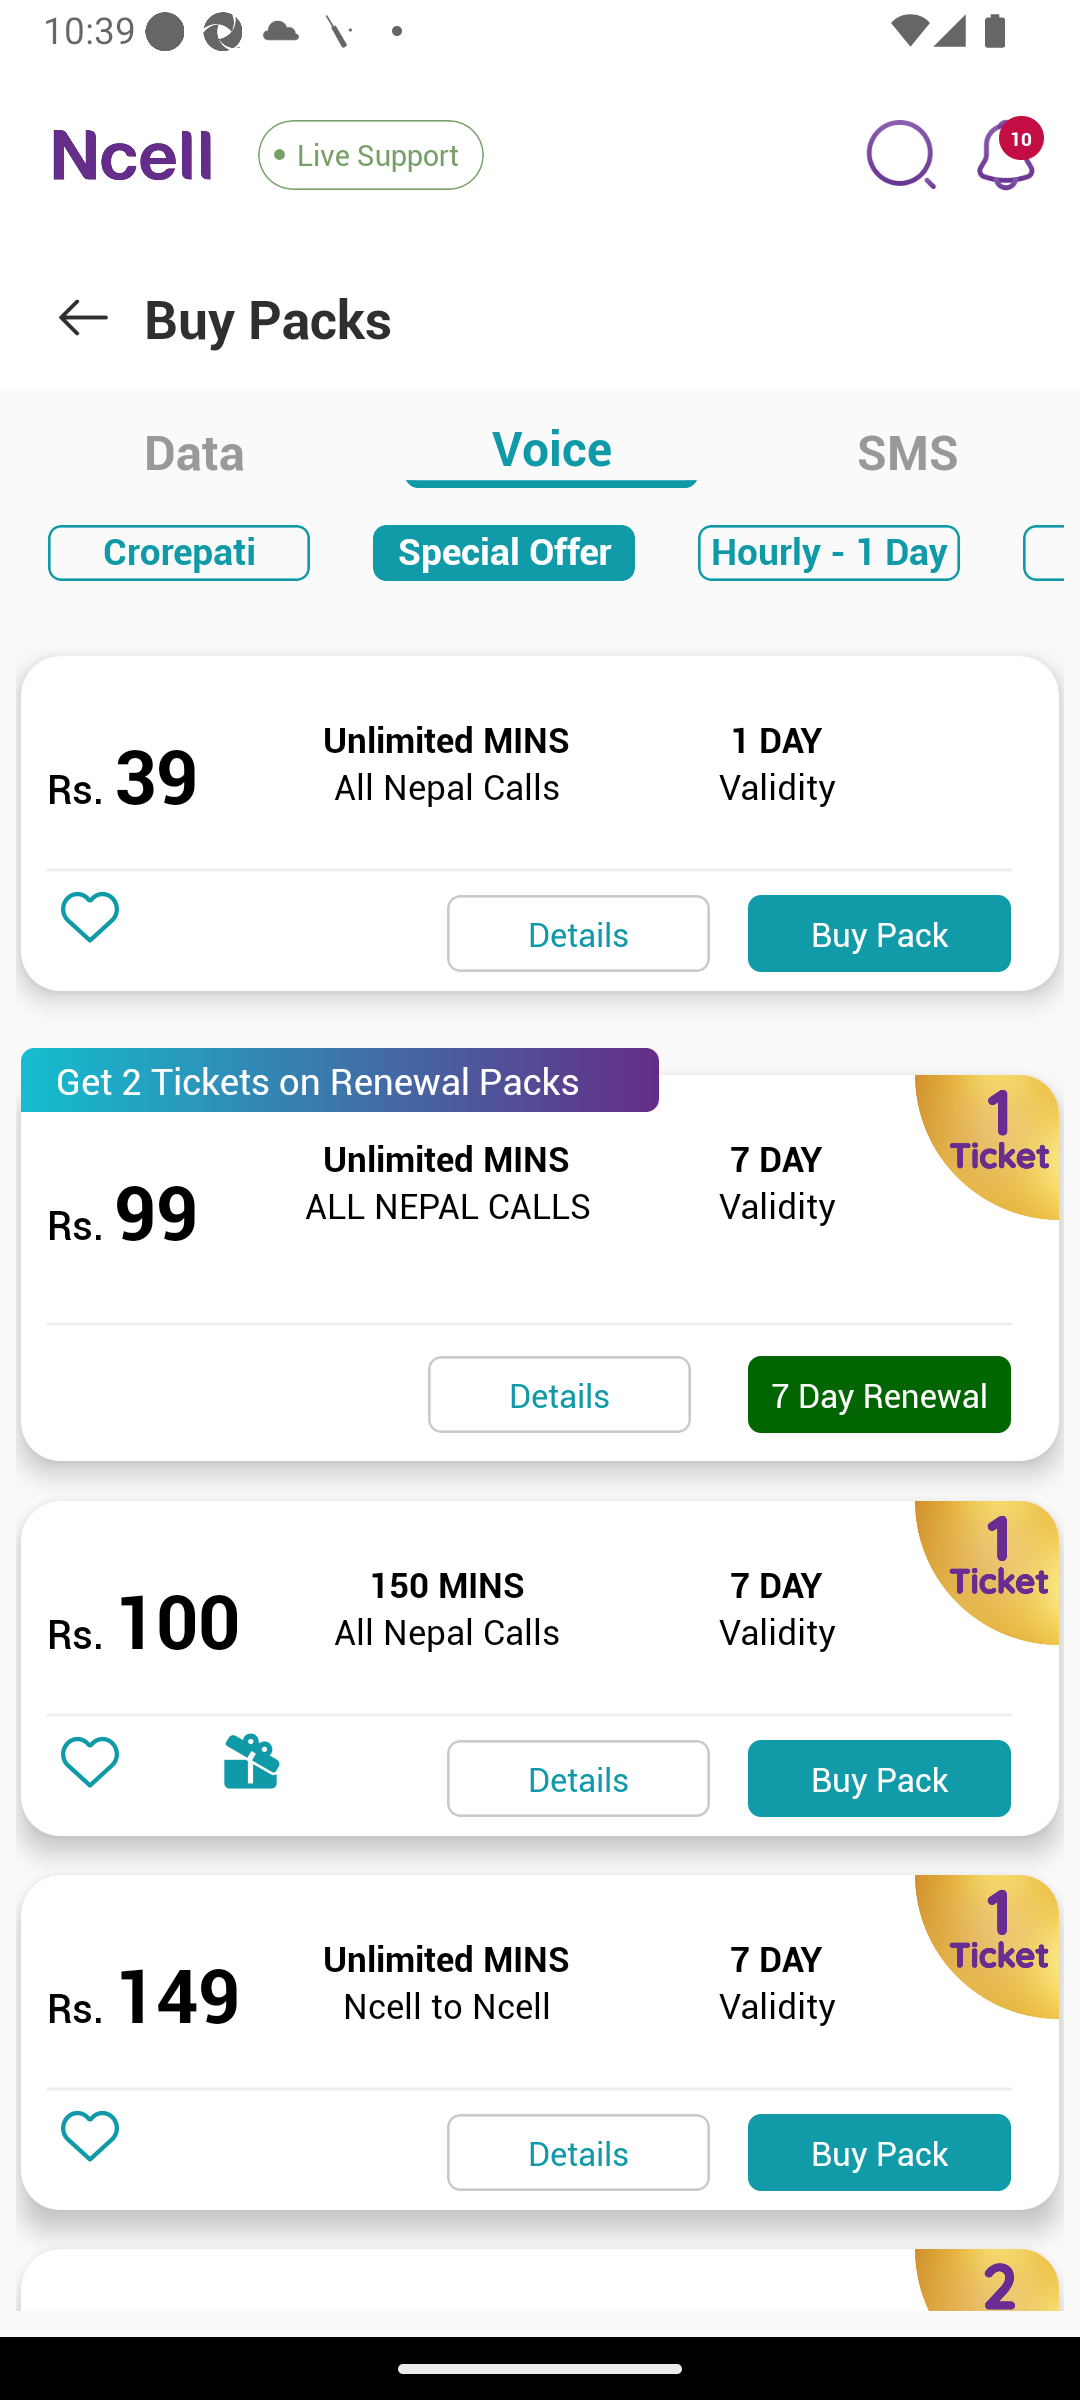 10:39
Ncell
Live Support
10
Buy Packs
Data
Voice
SMS
Crorepati
Special Offer
Hourly - 1 Day
Rs. 39
Unlimited MINS
All Nepal Calls
1 DAY
Validity
Details
Buy Pack
Get 2 Tickets on Renewal Packs
1
Ticket
Rs. 99
Unlimited MINS
ALL NEPAL CALLS
7 DAY
Validity
Details
7 Day Renewal
1
Ticket
Rs. 100
150 MINS
All Nepal Calls
7 DAY
Validity
Details
Buy Pack
1
Ticket
Rs. 149
Unlimited MINS
Ncell to Ncell
7 DAY
Validity
Details
Buy Pack
2